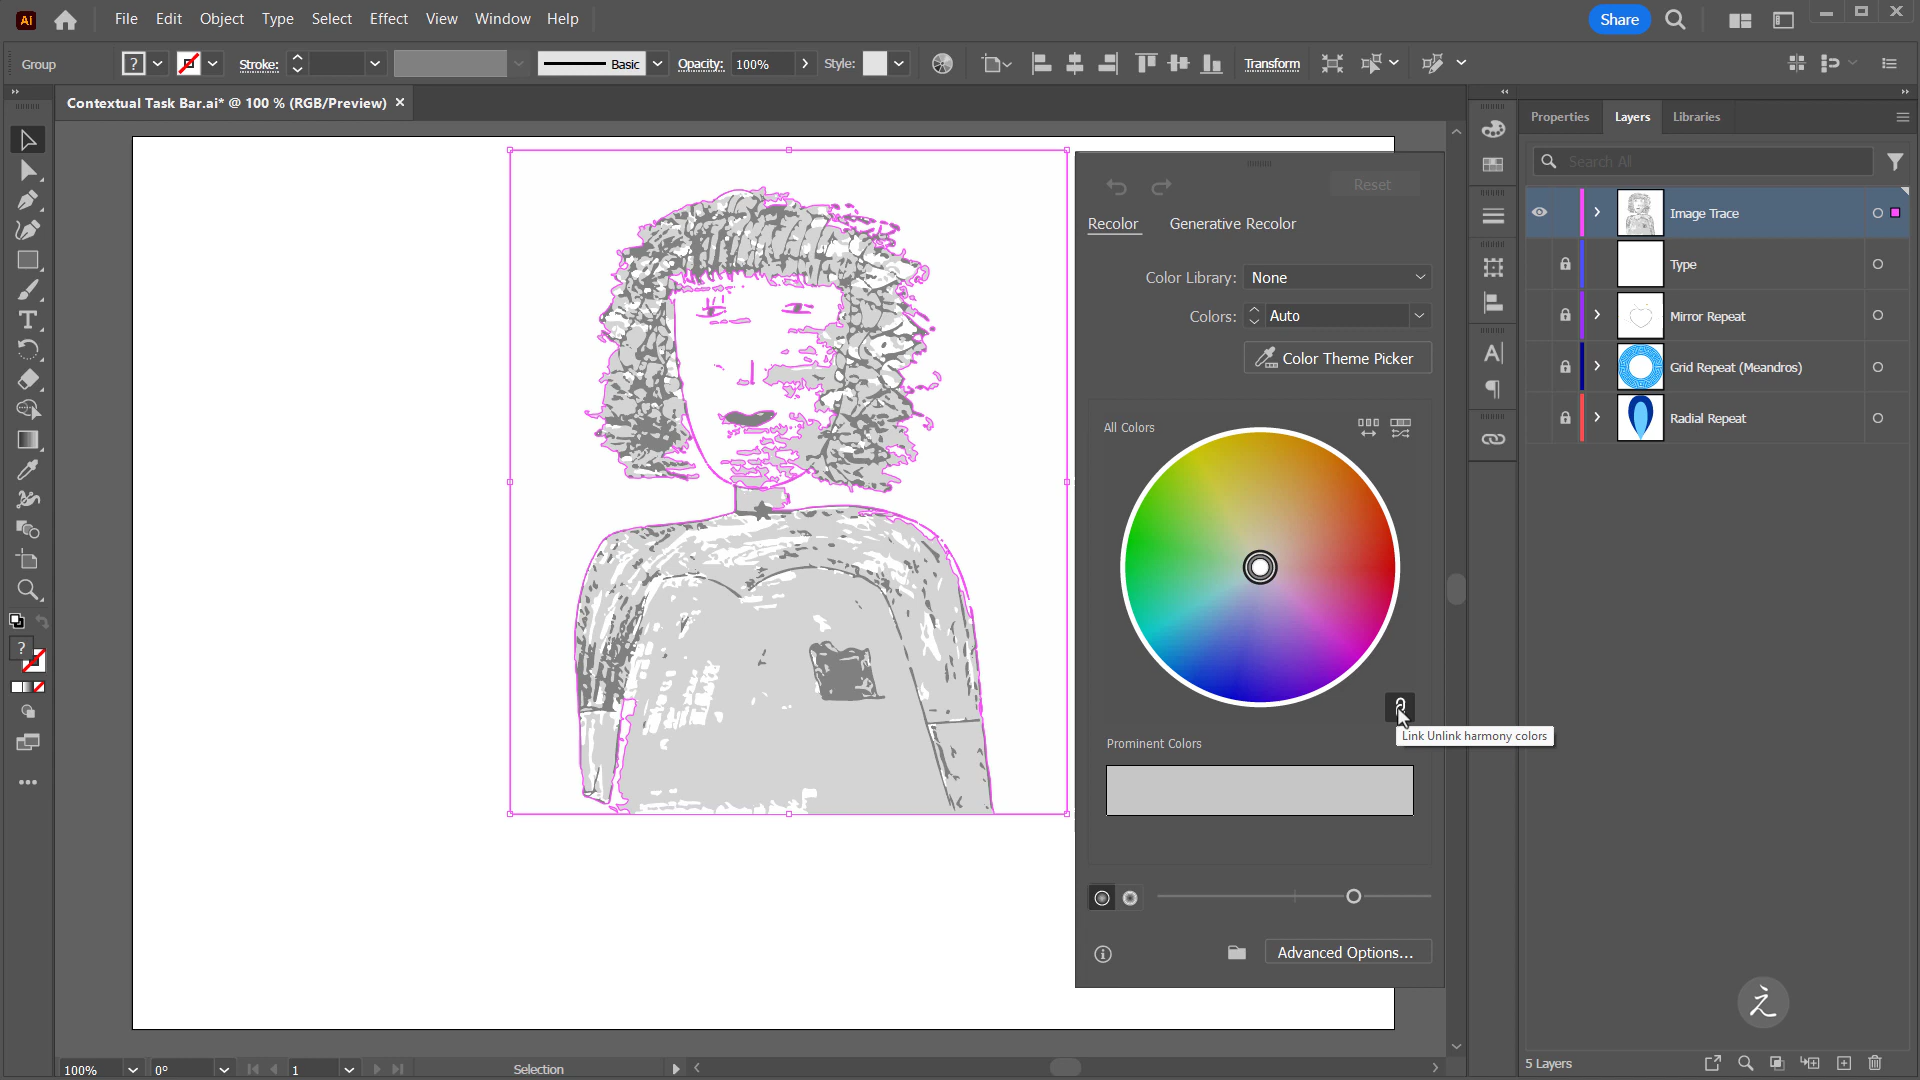 Ai
File Edit Object Type Select Effect View Window Help
Share
Group
?
Stroke:
Basic
Opacity: 100%
Style:
Transform
Contextual Task Bar.ai* @ 100 % (RGB/Preview)
Properties Layers Libraries
Search All
Reset
Recolor Generative Recolor
Image Trace
Type
Color Library: None
Colors: Auto
Mirror Repeat
Color Theme Picker
Grid Repeat (Meandros)
All Colors
Radial Repeat
?
Link Unlink harmony colors
Prominent Colors
Advanced Options...
之
100% 0° 1 Selection
5 Layers